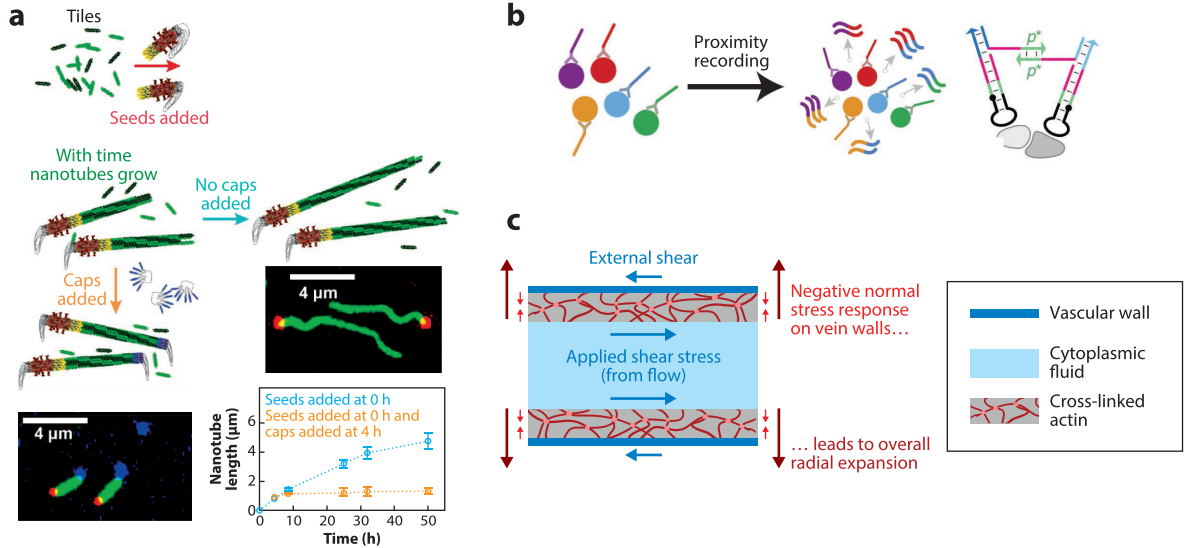 a
Tiles
Seeds added
With time
nanotubes grow
No caps
added
Caps
added
4 μm
4 μm
Nanotube
length (μm)
6
4
2
0
Seeds added at 0 h
Seeds added at 0 h and
caps added at 4 h
0 10 20 30 40 50
Time (h)
b
Proximity
recording
p*
p*
c
External shear
Applied shear stress
(from flow)
Negative normal
stress response
on vein walls…
… leads to overall
radial expansion
Vascular wall
Cytoplasmic
fluid
Cross-linked
actin